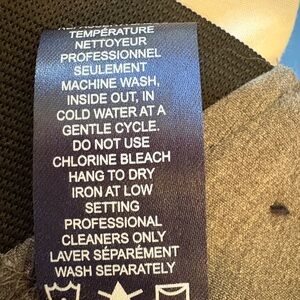 TEMPÉRATURE
NETTOYEUR
PROFESSIONNEL
SEULEMENT
MACHINE WASH,
INSIDE OUT, IN
COLD WATER AT A
GENTLE CYCLE.
DO NOT USE
CHLORINE BLEACH
HANG TO DRY
IRON AT LOW
SETTING
PROFESSIONAL
CLEANERS ONLY
LAVER SÉPARÉMENT
WASH SEPARATELY